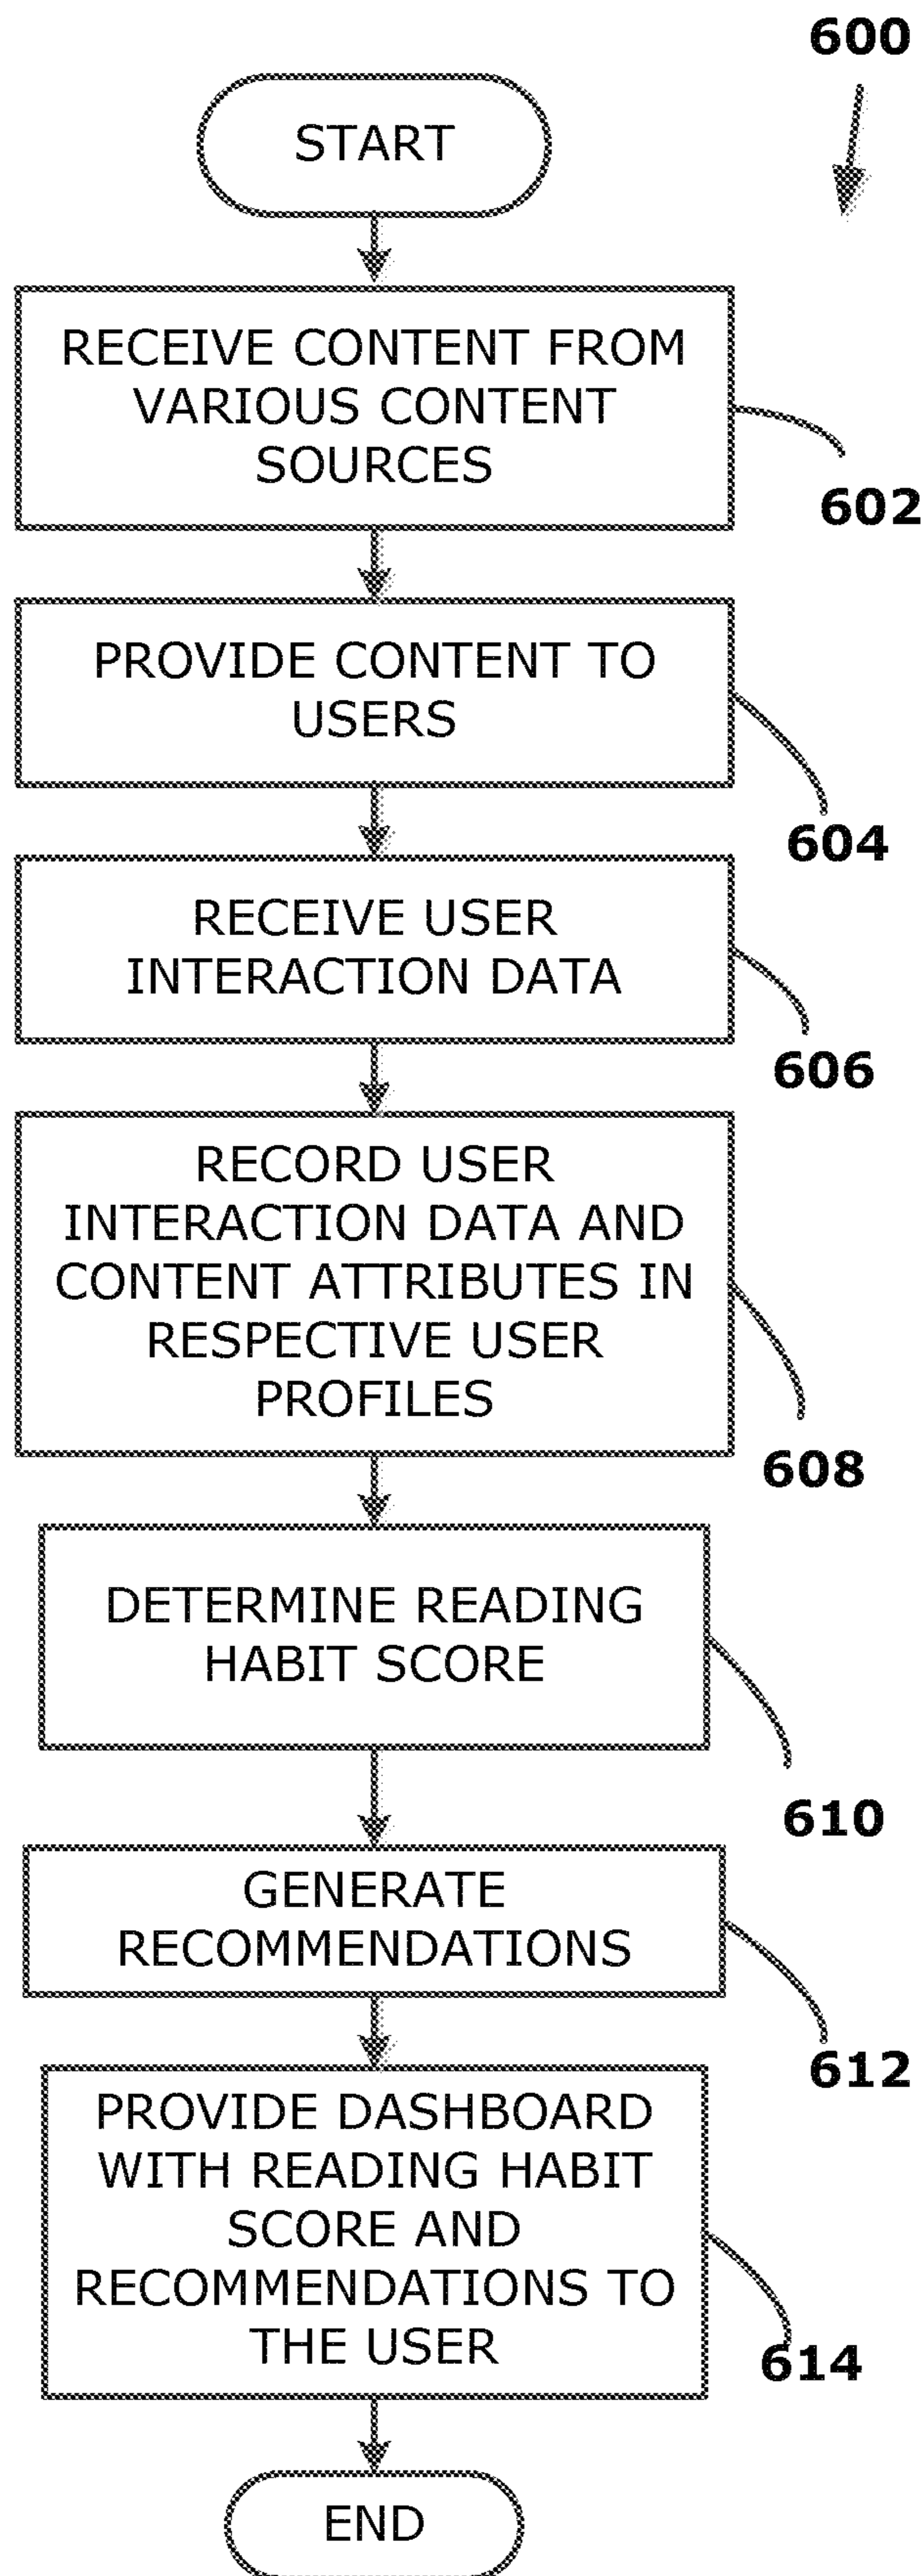 600
START
RECEIVE CONTENT FROM
VARIOUS CONTENT
SOURCES
602
PROVIDE CONTENT TO
USERS
604
RECEIVE USER
INTERACTION DATA
606
RECORD USER
INTERACTION DATA AND
CONTENT ATTRIBUTES IN
RESPECTIVE USER
PROFILES
608
DETERMINE READING
HABIT SCORE
610
GENERATE
RECOMMENDATIONS
612
PROVIDE DASHBOARD
WITH READING HABIT
SCORE AND
RECOMMENDATIONS TO
THE USER
614
END